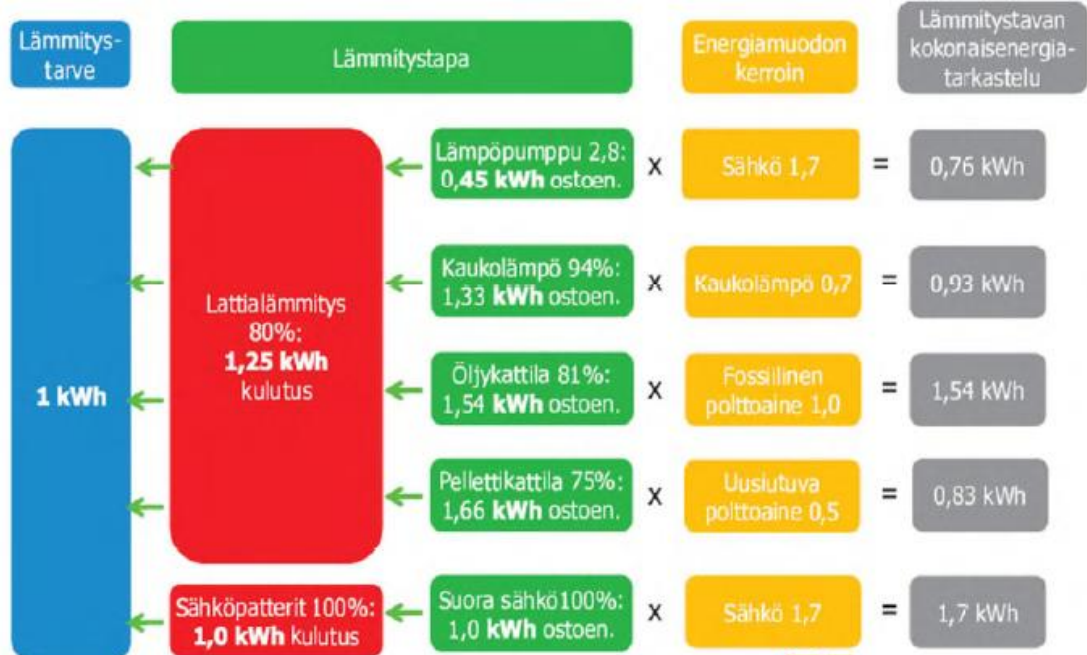 Lämmitys-
tarve
Lämmitystapa
Energiamuodon
kerroin
Lämmitystavan
kokonaisenergia-
tarkastelu
1 kWh
Lattialämmitys
80%:
1,25 kWh
kulutus
Lämpöpumppu 2,8:
0,45 kWh ostoen.
x
Sähkö 1,7
=
0,76 kWh
Kaukolämpö 94%:
1,33 kWh ostoen.
x
Kaukolämpö 0,7
=
0,93 kWh
Öljykattila 81%:
1,54 kWh ostoen.
x
Fossiilinen
polttoaine 1,0
=
1,54 kWh
Pellettikattila 75%:
1,66 kWh ostoen.
x
Uusiutuva
polttoaine 0,5
=
0,83 kWh
Sähköpatterit 100%:
1,0 kWh kulutus
Suora sähkö100%:
1,0 kWh ostoen.
x
Sähkö 1,7
=
1,7 kWh